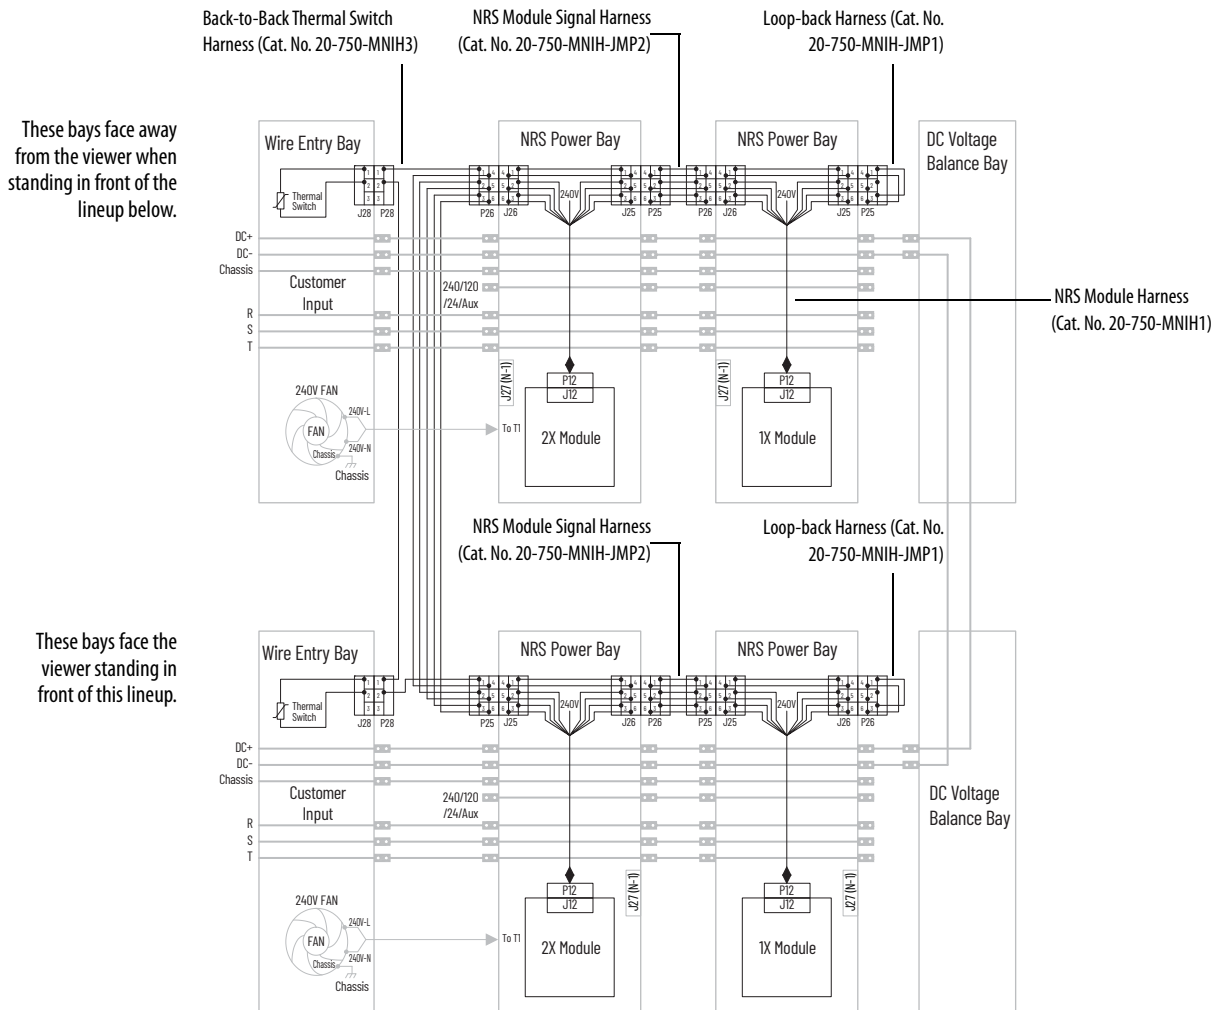 Back-to-Back Thermal Switch
Harness (Cat. No. 20-750-MNIH3)
NRS Module Signal Harness
(Cat. No. 20-750-MNIH-JMP2)
Loop-back Harness (Cat. No.
20-750-MNIH-JMP1)
These bays face away
from the viewer when
standing in front of the
lineup below.
Wire Entry Bay
NRS Power Bay
NRS Power Bay
DC Voltage
Balance Bay
Thermal
Switch
J28 P28
P26 J26
240V
J25 P25
P26 J26
240V
J25 P25
DC+
DC-
Chassis
Customer
Input
240/120
/24/Aux
R
S
T
NRS Module Harness
(Cat. No. 20-750-MNIH1)
J27 (N-1)
P12
J12
2X Module
J27 (N-1)
P12
J12
1X Module
240V FAN
240V-L
FAN
240V-N
Chassis
Chassis
To T1
NRS Module Signal Harness
(Cat. No. 20-750-MNIH-JMP2)
Loop-back Harness (Cat. No.
20-750-MNIH-JMP1)
These bays face the
viewer standing in
front of this lineup.
Wire Entry Bay
NRS Power Bay
NRS Power Bay
Thermal
Switch
J28 P28
P25 J25
240V
J26 P26
P25 J25
240V
J26 P26
DC+
DC-
Chassis
Customer
Input
240/120
/24/Aux
R
S
T
DC Voltage
Balance Bay
P12
J12
2X Module
J27 (N-1)
P12
J12
1X Module
J27 (N-1)
240V FAN
240V-L
FAN
240V-N
Chassis
Chassis
To T1